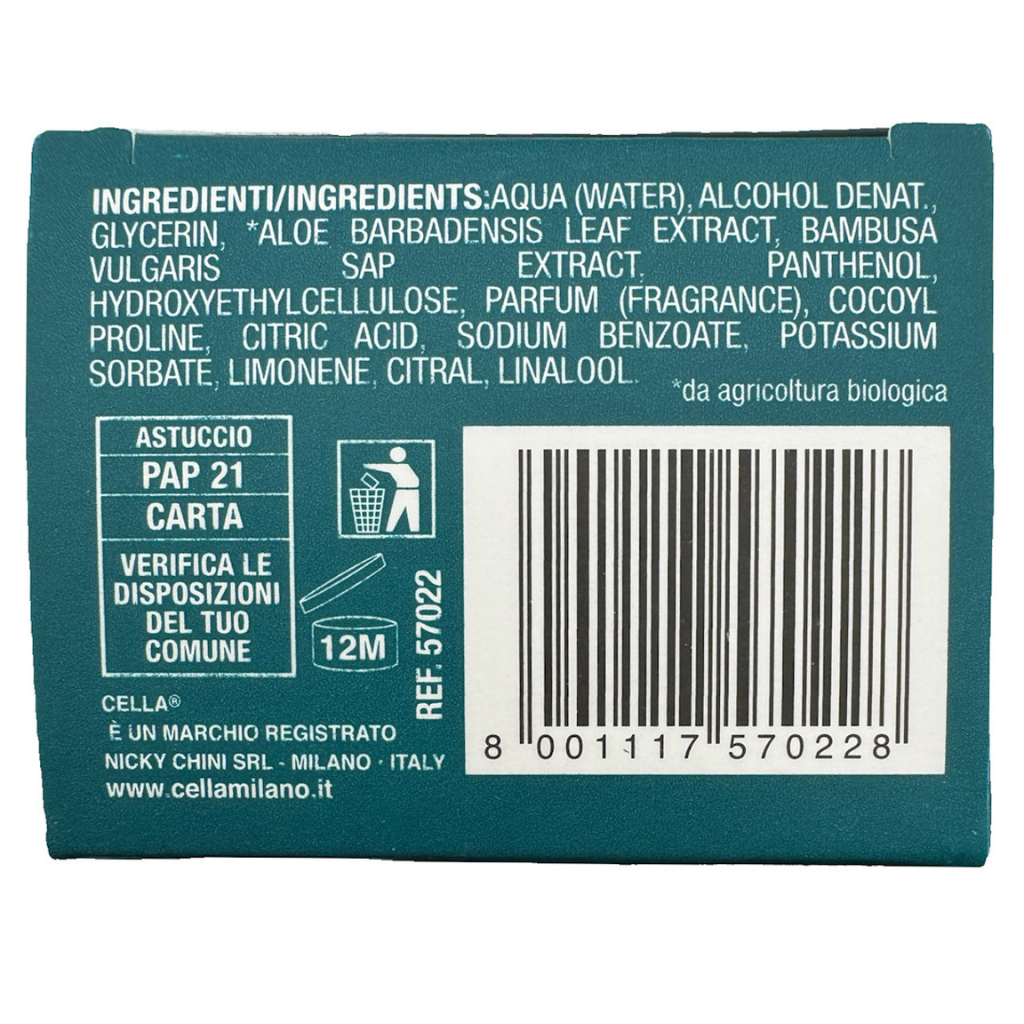 INGREDIENTI/INGREDIENTS:AQUA (WATER), ALCOHOL DENAT.,
GLYCERIN, *ALOE BARBADENSIS LEAF EXTRACT, BAMBUSA
VULGARIS SAP EXTRACT, PANTHENOL,
HYDROXYETHYLCELLULOSE, PARFUM (FRAGRANCE), COCOYL
PROLINE, CITRIC ACID, SODIUM BENZOATE, POTASSIUM
SORBATE, LIMONENE, CITRAL, LINALOOL.
*da agricoltura biologica
ASTUCCIO
PAP 21
CARTA
VERIFICA LE
DISPOSIZIONI
DEL TUO
COMUNE
12M
REF. 57022
CELLA®
È UN MARCHIO REGISTRATO
NICKY CHINI SRL - MILANO · ITALY
www.cellamilano.it
8 001117 570228